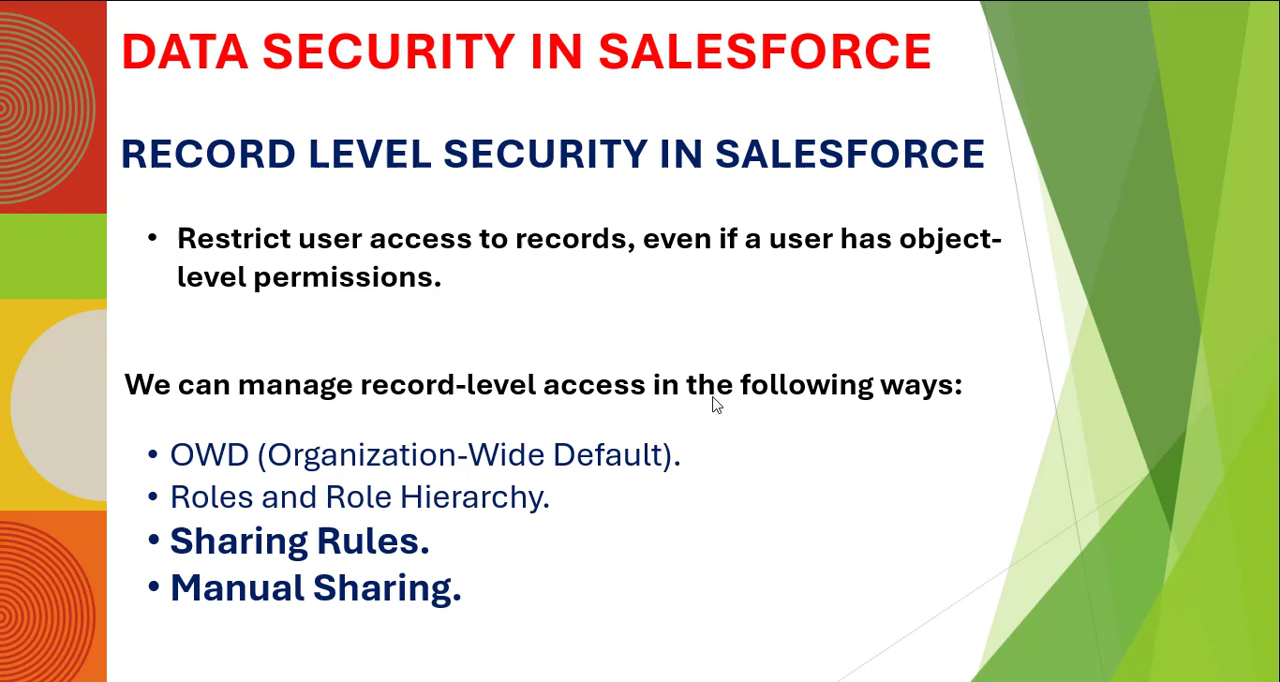 DATA SECURITY IN SALESFORCE
RECORD LEVEL SECURITY IN SALESFORCE
• Restrict user access to records, even if a user has object-
level permissions.
We can manage record-level access in the following ways:
• OWD (Organization-Wide Default).
• Roles and Role Hierarchy.
• Sharing Rules.
• Manual Sharing.